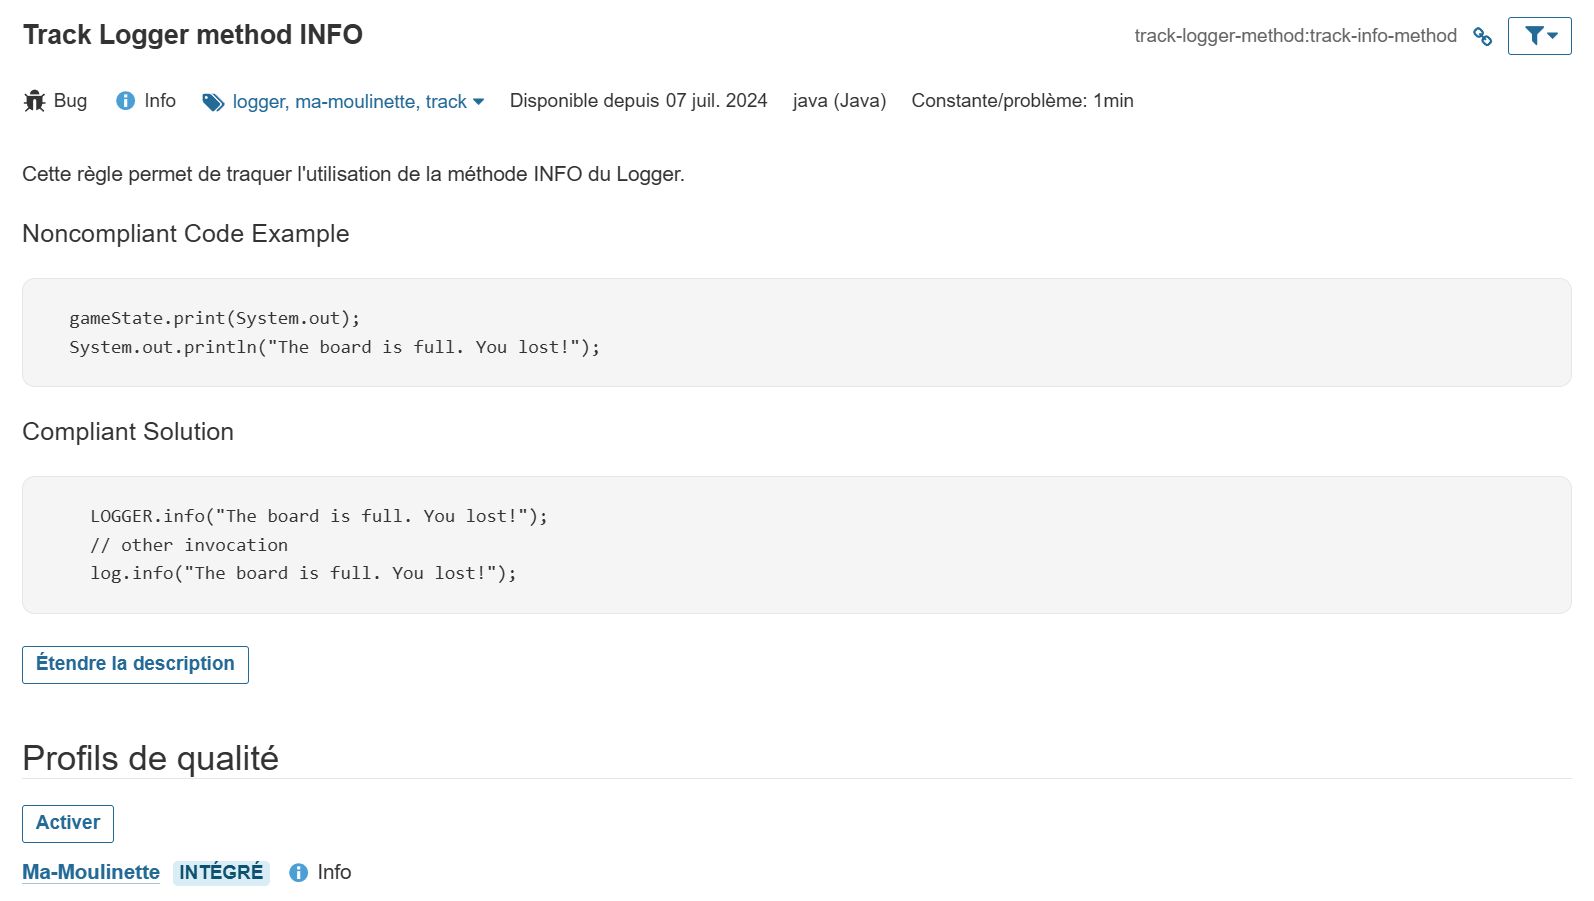 Track Logger method INFO
track-logger-method:track-info-method
Bug Info logger, ma-moulinette, track Disponible depuis 07 juil. 2024 java (Java) Constante/problème: 1min
Cette règle permet de traquer l'utilisation de la méthode INFO du Logger.
Noncompliant Code Example
gameState.print(System.out);
System.out.println("The board is full. You lost!");
Compliant Solution
LOGGER.info("The board is full. You lost!");
// other invocation
log.info("The board is full. You lost!");
Étendre la description
Profils de qualité
Activer
Ma-Moulinette INTÉGRÉ Info